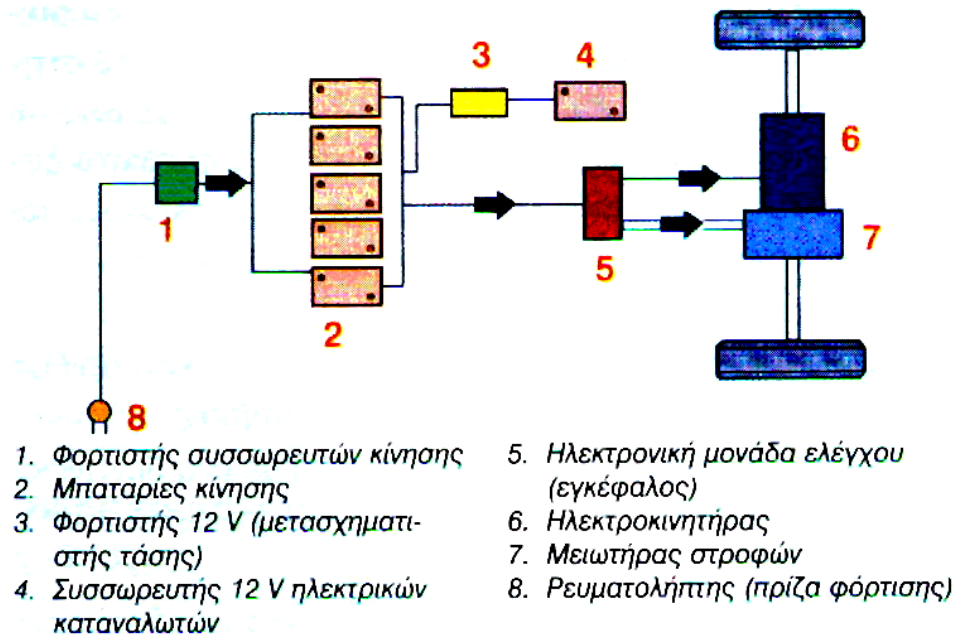 3
4
6
1
5
7
2
8
1. Φορτιστής συσσωρευτών κίνησης
2. Μπαταρίες κίνησης
3. Φορτιστής 12 V (μετασχηματι-
στής τάσης)
4. Συσσωρευτής 12 V ηλεκτρικών
καταναλωτών
5. Ηλεκτρονική μονάδα ελέγχου
(εγκέφαλος)
6. Ηλεκτροκινητήρας
7. Μειωτήρας στροφών
8. Ρευματολήπτης (πρίζα φόρτισης)